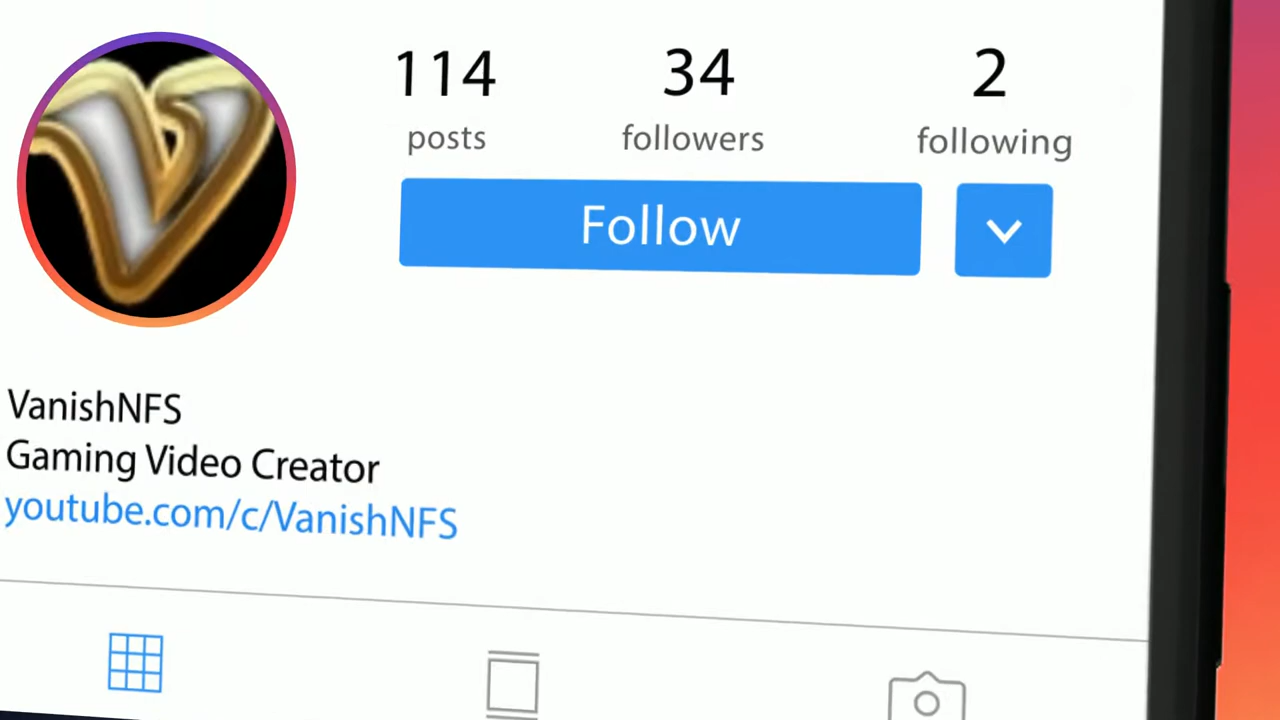 114 34 2
posts followers following
Follow
VanishNFS
Gaming Video Creator
youtube.com/c/VanishNFS